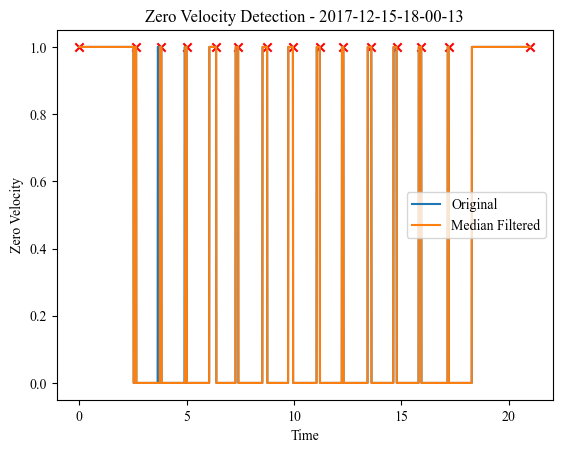 Zero Velocity Detection - 2017-12-15-18-00-13
1.0
0.8
0.6
0.4
0.2
0.0
Zero Velocity
Original
Median Filtered
0
5
10
15
20
Time